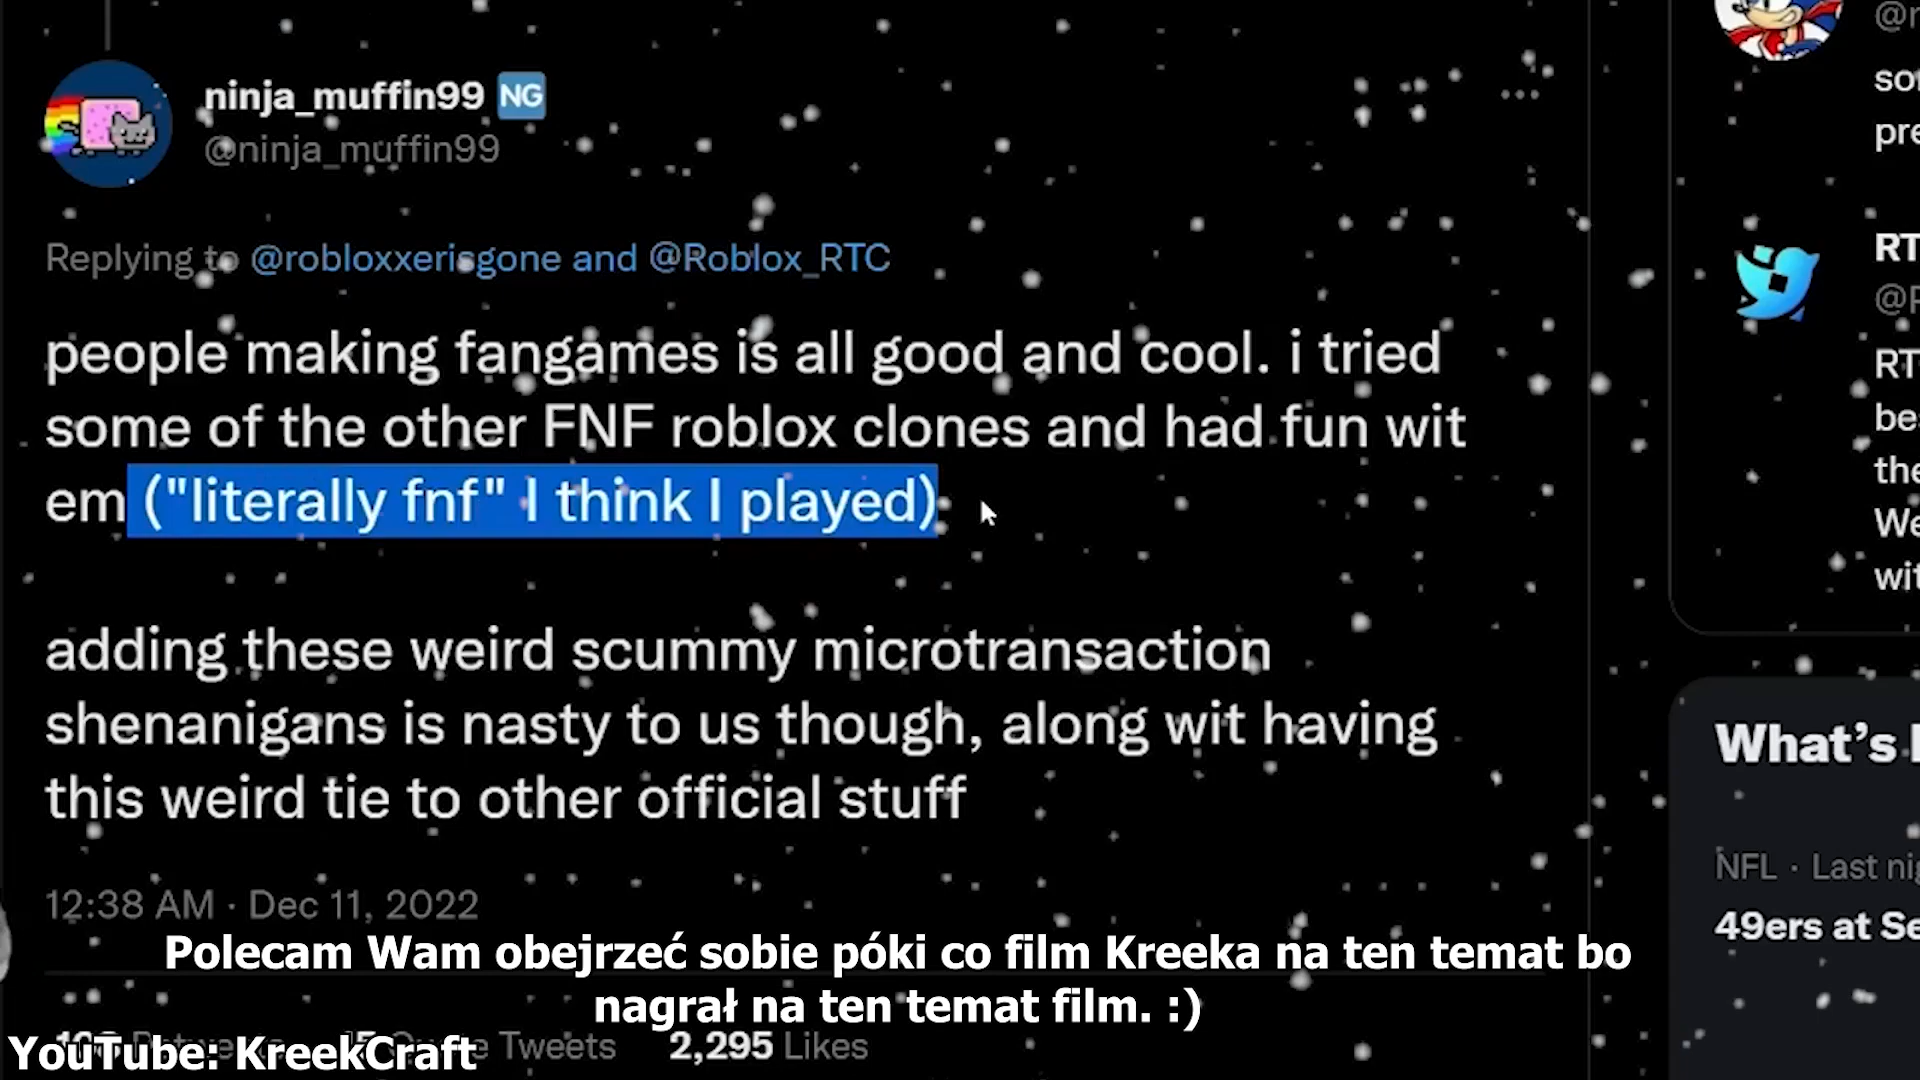 ninja_muffin99 NG
@ninja_muffin99
Replying to @robloxxerisgone and @Roblox_RTC
people making fangames is all good and cool. i tried
some of the other FNF roblox clones and had fun wit
em ("literally fnf" I think I played)
adding these weird scummy microtransaction
shenanigans is nasty to us though, along wit having
this weird tie to other official stuff
12:38 AM · Dec 11, 2022
Polecam Wam obejrzeć sobie póki co film Kreeka na ten temat bo
nagrał na ten temat film. :)
Tweets 2,295 Likes
YouTube: KreekCraft
RT
What's
NFL · Last
49ers at